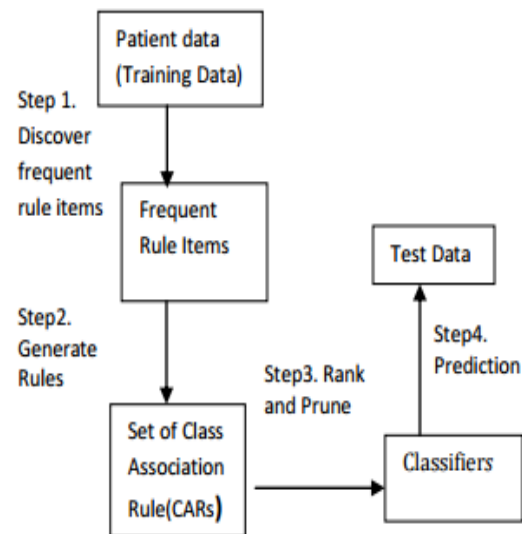 Patient data
(Training Data)
Step 1.
Discover
frequent
rule items
Frequent
Rule Items
Step2.
Generate
Rules
Set of Class
Association
Rule(CARs)
Step3. Rank
and Prune
Classifiers
Step4.
Prediction
Test Data